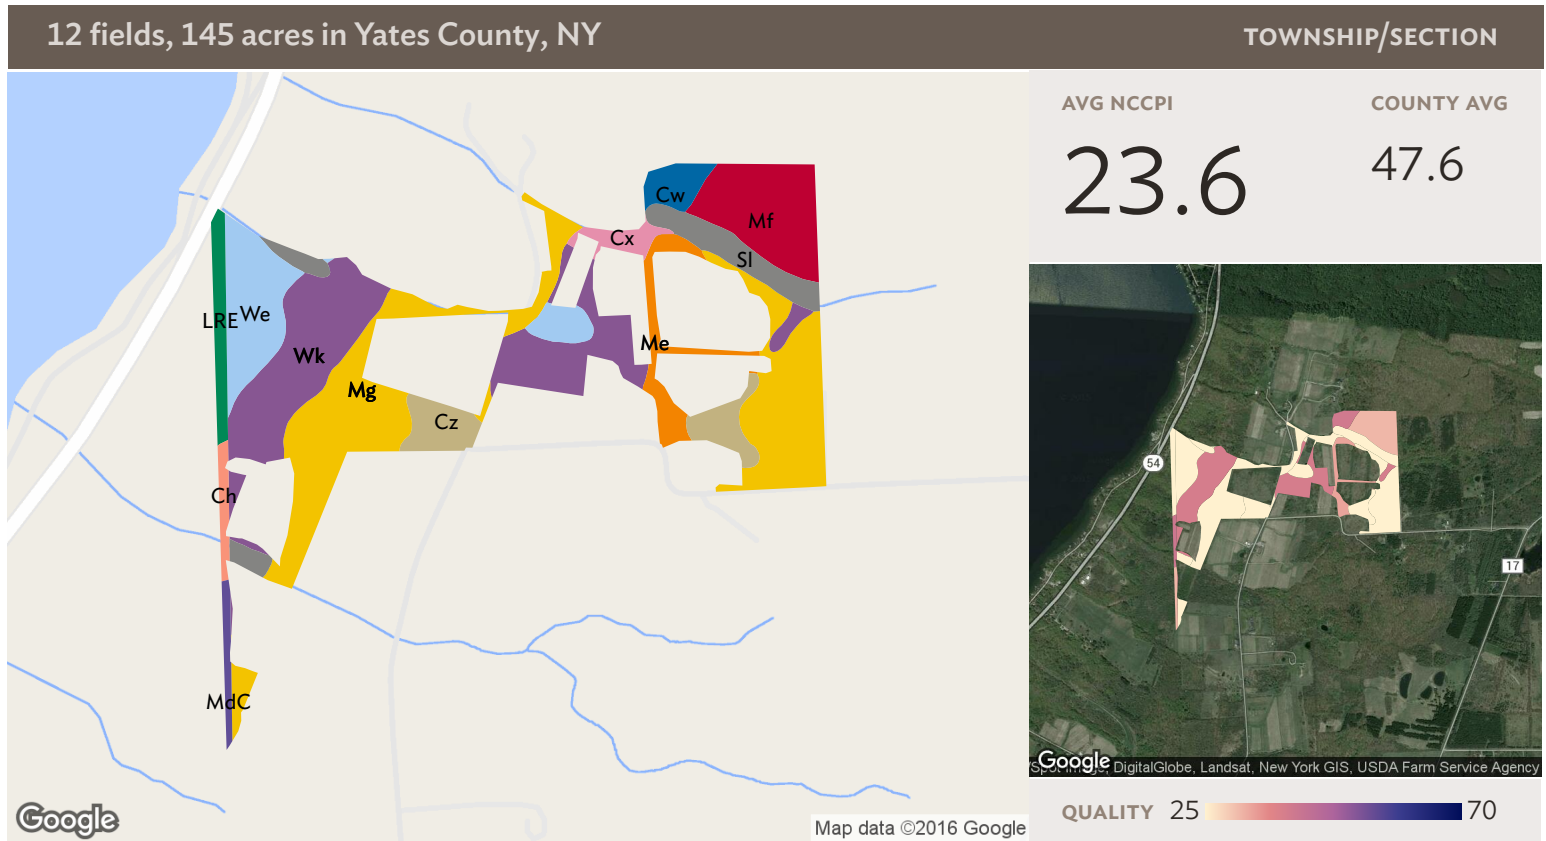 12 fields, 145 acres in Yates County, NY
TOWNSHIP/SECTION
AVG NCCPI
COUNTY AVG
23.6
47.6
Cw
Mf
Cx
Sl
LRE
We
Me
Wk
Mg
Cz
Ch
MdC
Google
Map data ©2016 Google
54
17
Google
/Spot Image, DigitalGlobe, Landsat, New York GIS, USDA Farm Service Agency
QUALITY
25
70